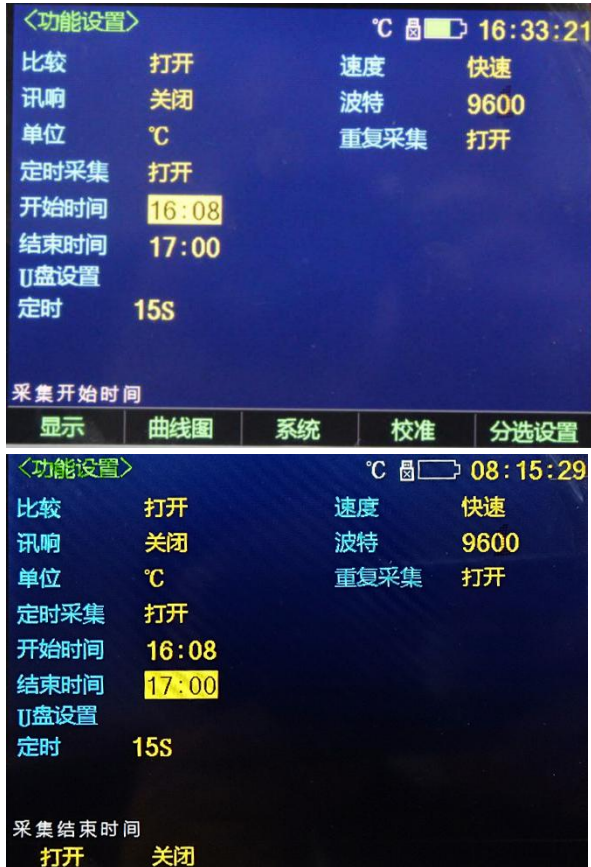 〈功能设置〉 ℃ 16:33:21
比较 打开 速度 快速
讯响 关闭 波特 9600
单位 ℃ 重复采集 打开
定时采集 打开
开始时间 16:08
结束时间 17:00
U盘设置
定时 15S
采集开始时间
显示 曲线图 系统 校准 分选设置
〈功能设置〉 ℃ 08:15:29
比较 打开 速度 快速
讯响 关闭 波特 9600
单位 ℃ 重复采集 打开
定时采集 打开
开始时间 16:08
结束时间 17:00
U盘设置
定时 15S
采集结束时间
打开 关闭